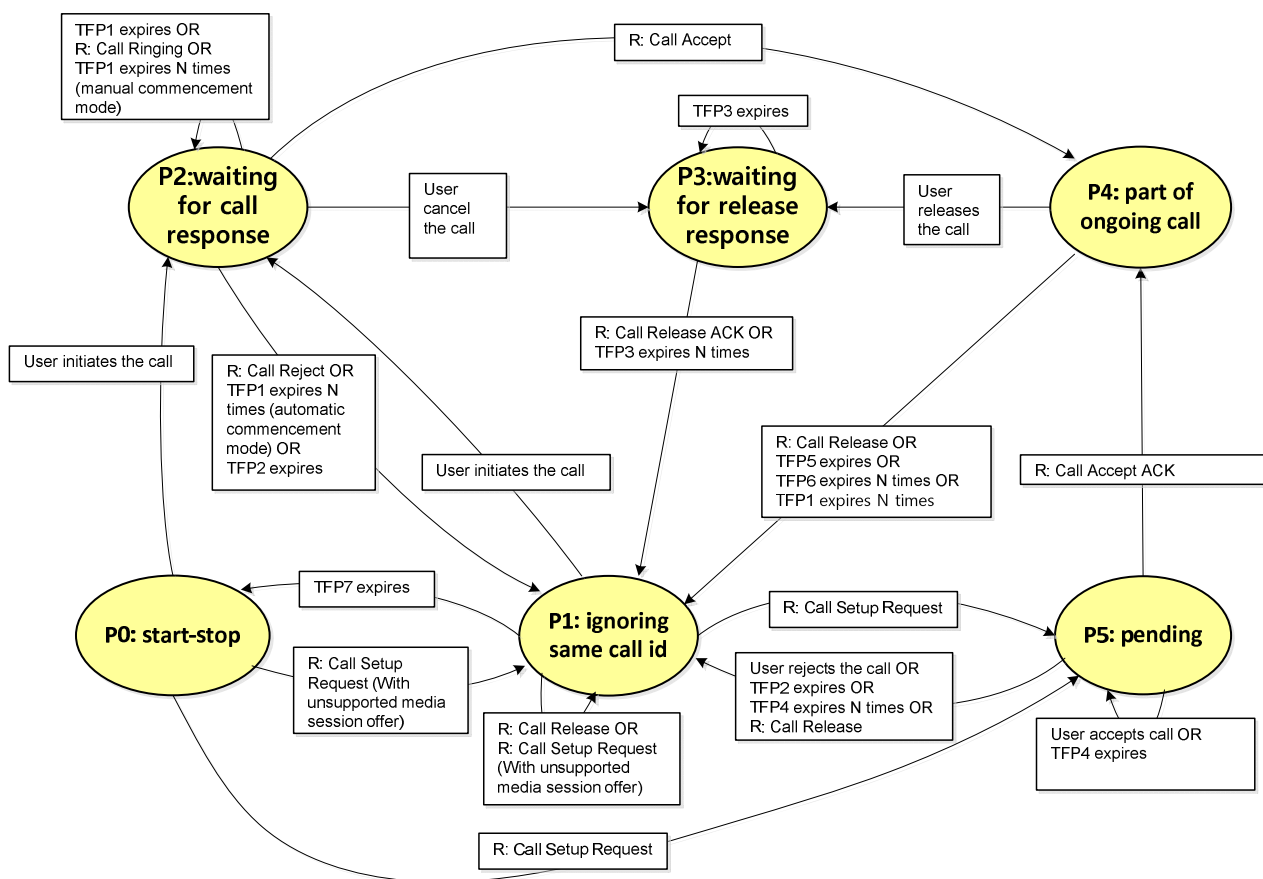 TFP1 expires OR
R: Call Ringing OR
TFP1 expires N times
(manual commencement
mode)
R: Call Accept
TFP3 expires
P2:waiting
for call
response
User
cancel
the call
P3:waiting
for release
response
User
releases
the call
P4: part of
ongoing call
User initiates the call
R: Call Reject OR
TFP1 expires N
times (automatic
commencement
mode) OR
TFP2 expires
User initiates the call
R: Call Release ACK OR
TFP3 expires N times
R: Call Release OR
TFP5 expires OR
TFP6 expires N times OR
TFP1 expires N times
R: Call Accept ACK
P0: start-stop
TFP7 expires
R: Call Setup
Request (With
unsupported media
session offer)
P1: ignoring
same call id
R: Call Release OR
R: Call Setup Request
(With unsupported
media session offer)
R: Call Setup Request
User rejects the call OR
TFP2 expires OR
TFP4 expires N times OR
R: Call Release
P5: pending
User accepts call OR
TFP4 expires
R: Call Setup Request